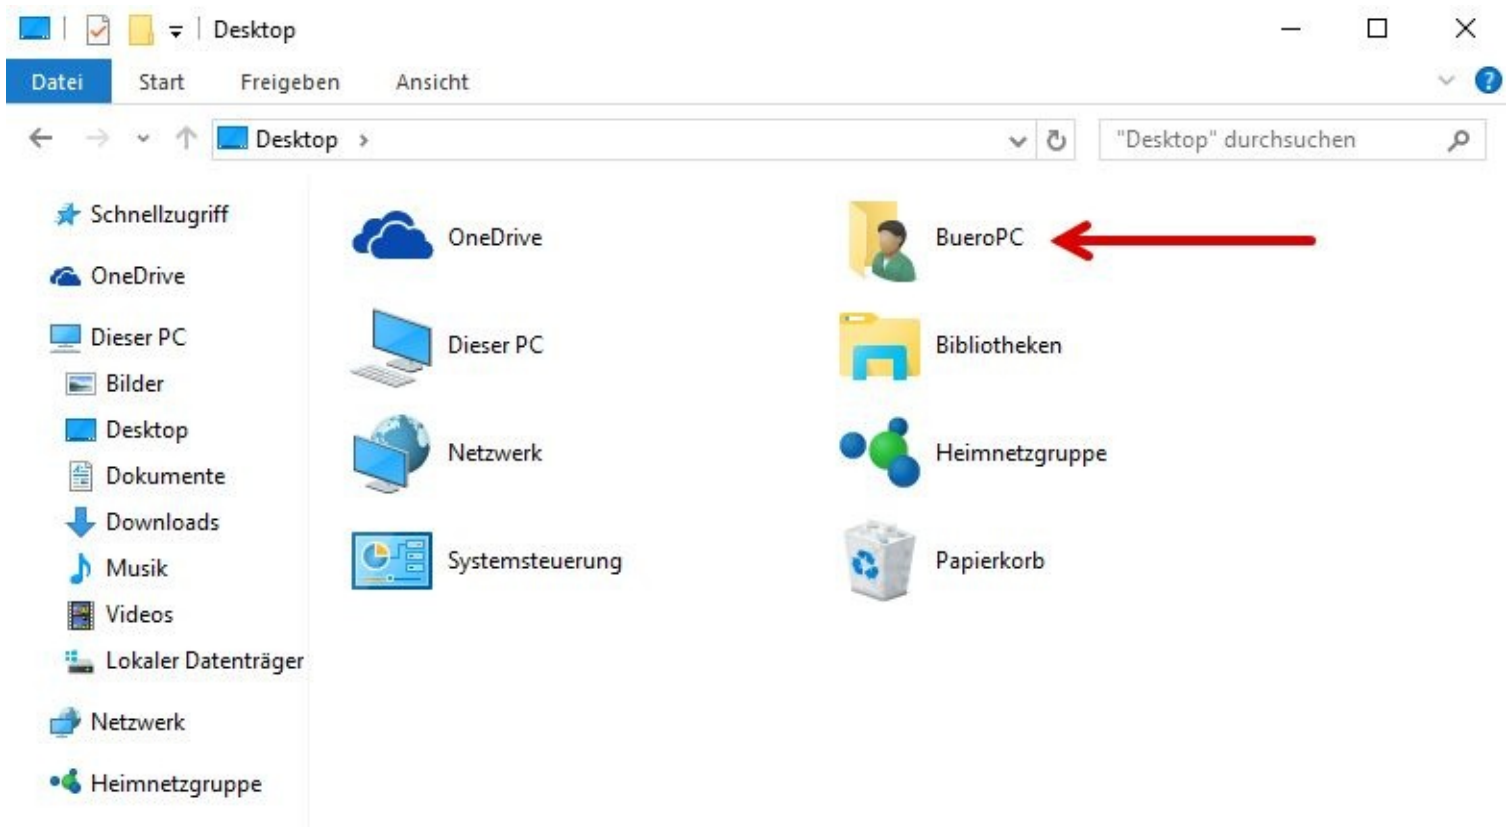 Desktop
Datei Start Freigeben Ansicht
Desktop "Desktop" durchsuchen
Schnellzugriff
OneDrive
Dieser PC
Bilder
Desktop
Dokumente
Downloads
Musik
Videos
Lokaler Datenträger
Netzwerk
Heimnetzgruppe
OneDrive BueroPC
Dieser PC Bibliotheken
Netzwerk Heimnetzgruppe
Systemsteuerung Papierkorb